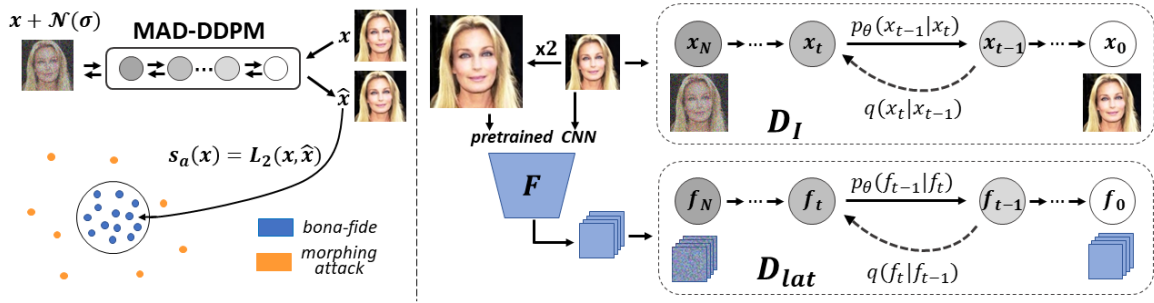 x + 𝒩(σ)
MAD-DDPM
x
x̂
s_a(x) = L_2(x, x̂)
bona-fide
morphing
attack
x2
pretrained CNN
F
x_N
...
x_t
p_θ(x_{t-1}|x_t)
x_{t-1}
...
x_0
q(x_t|x_{t-1})
D_I
f_N
...
f_t
p_θ(f_{t-1}|f_t)
f_{t-1}
...
f_0
q(f_t|f_{t-1})
D_lat